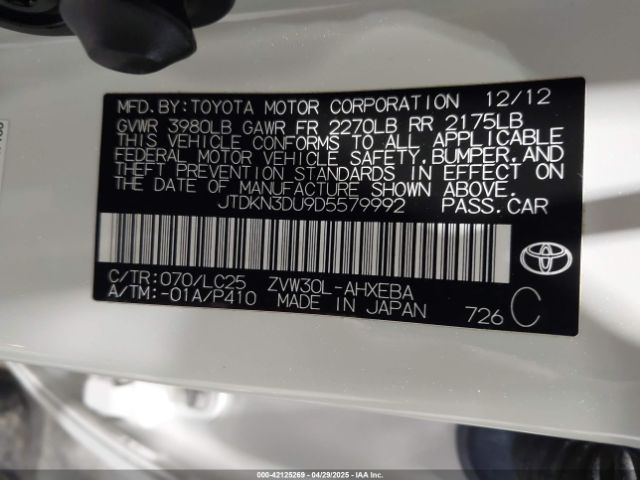 MFD.BY:TOYOTA MOTOR CORPORATION 12/12
GVWR 3980LB GAWR FR 2270LB RR 2175LB
THIS VEHICLE CONFORMS TO ALL APPLICABLE
FEDERAL MOTOR VEHICLE SAFETY,BUMPER,AND
THEFT PREVENTION STANDARDS IN EFFECT ON
THE DATE OF MANUFACTURE SHOWN ABOVE.
JTDKN3DU9D5579992 PASS.CAR
C/TR:070/LC25 ZVW30L-AHXEBA
A/TM:-01A/P410 MADE IN JAPAN 726 C
000-42125269 04/29/2025 IAAI.COM